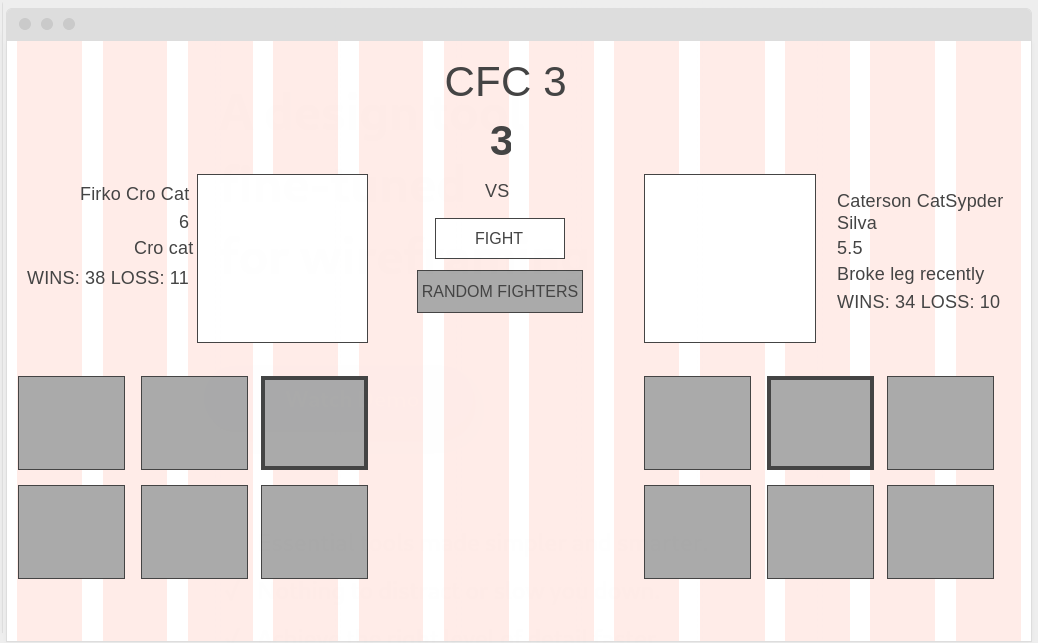 CFC 3
3
Firko Cro Cat
6
Cro cat
WINS: 38 LOSS: 11
VS
FIGHT
RANDOM FIGHTERS
Caterson CatSypder
Silva
5.5
Broke leg recently
WINS: 34 LOSS: 10